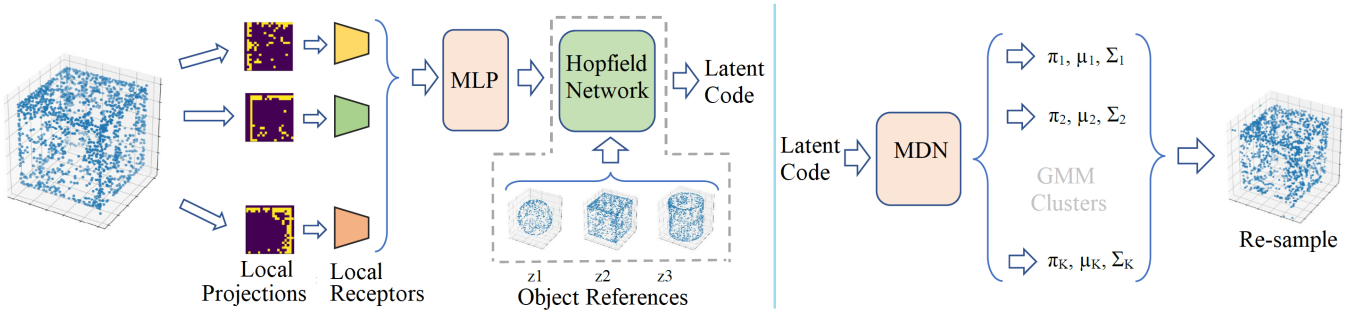 Local
Projections
Local
Receptors
MLP
Hopfield
Network
Latent
Code
z1
z2
z3
Object References
Latent
Code
MDN
π1, μ1, Σ1
π2, μ2, Σ2
GMM
Clusters
πK, μK, ΣK
Re-sample